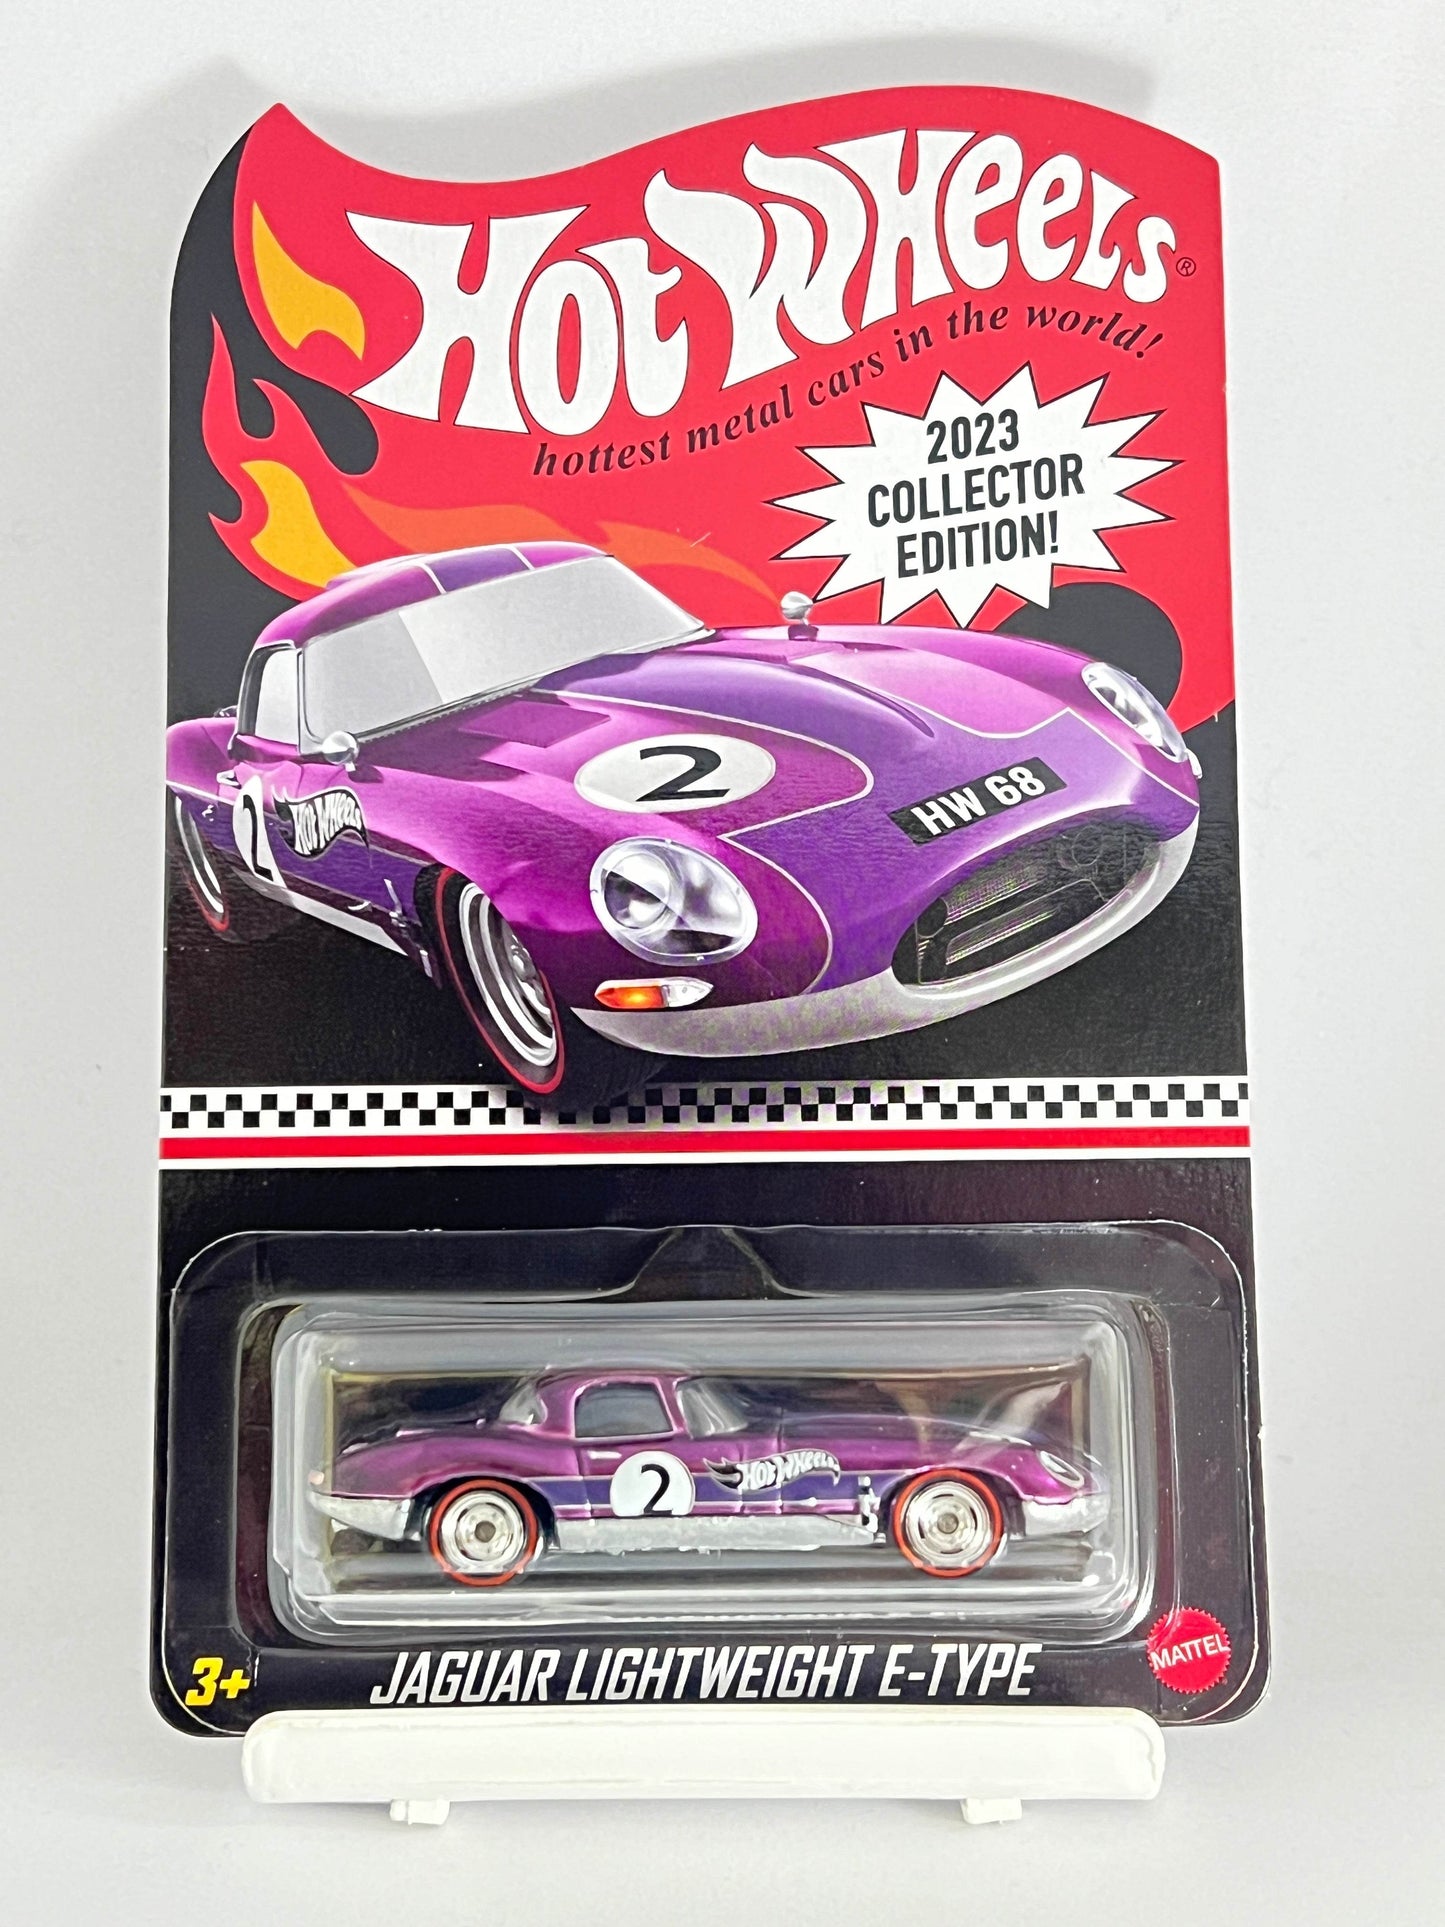 HOT WHEELS®
hottest metal cars in the world!
2023
COLLECTOR
EDITION!
2
HW 68
2 HOT WHEELS
2 HOT WHEELS
3+
JAGUAR LIGHTWEIGHT E-TYPE
MATTEL